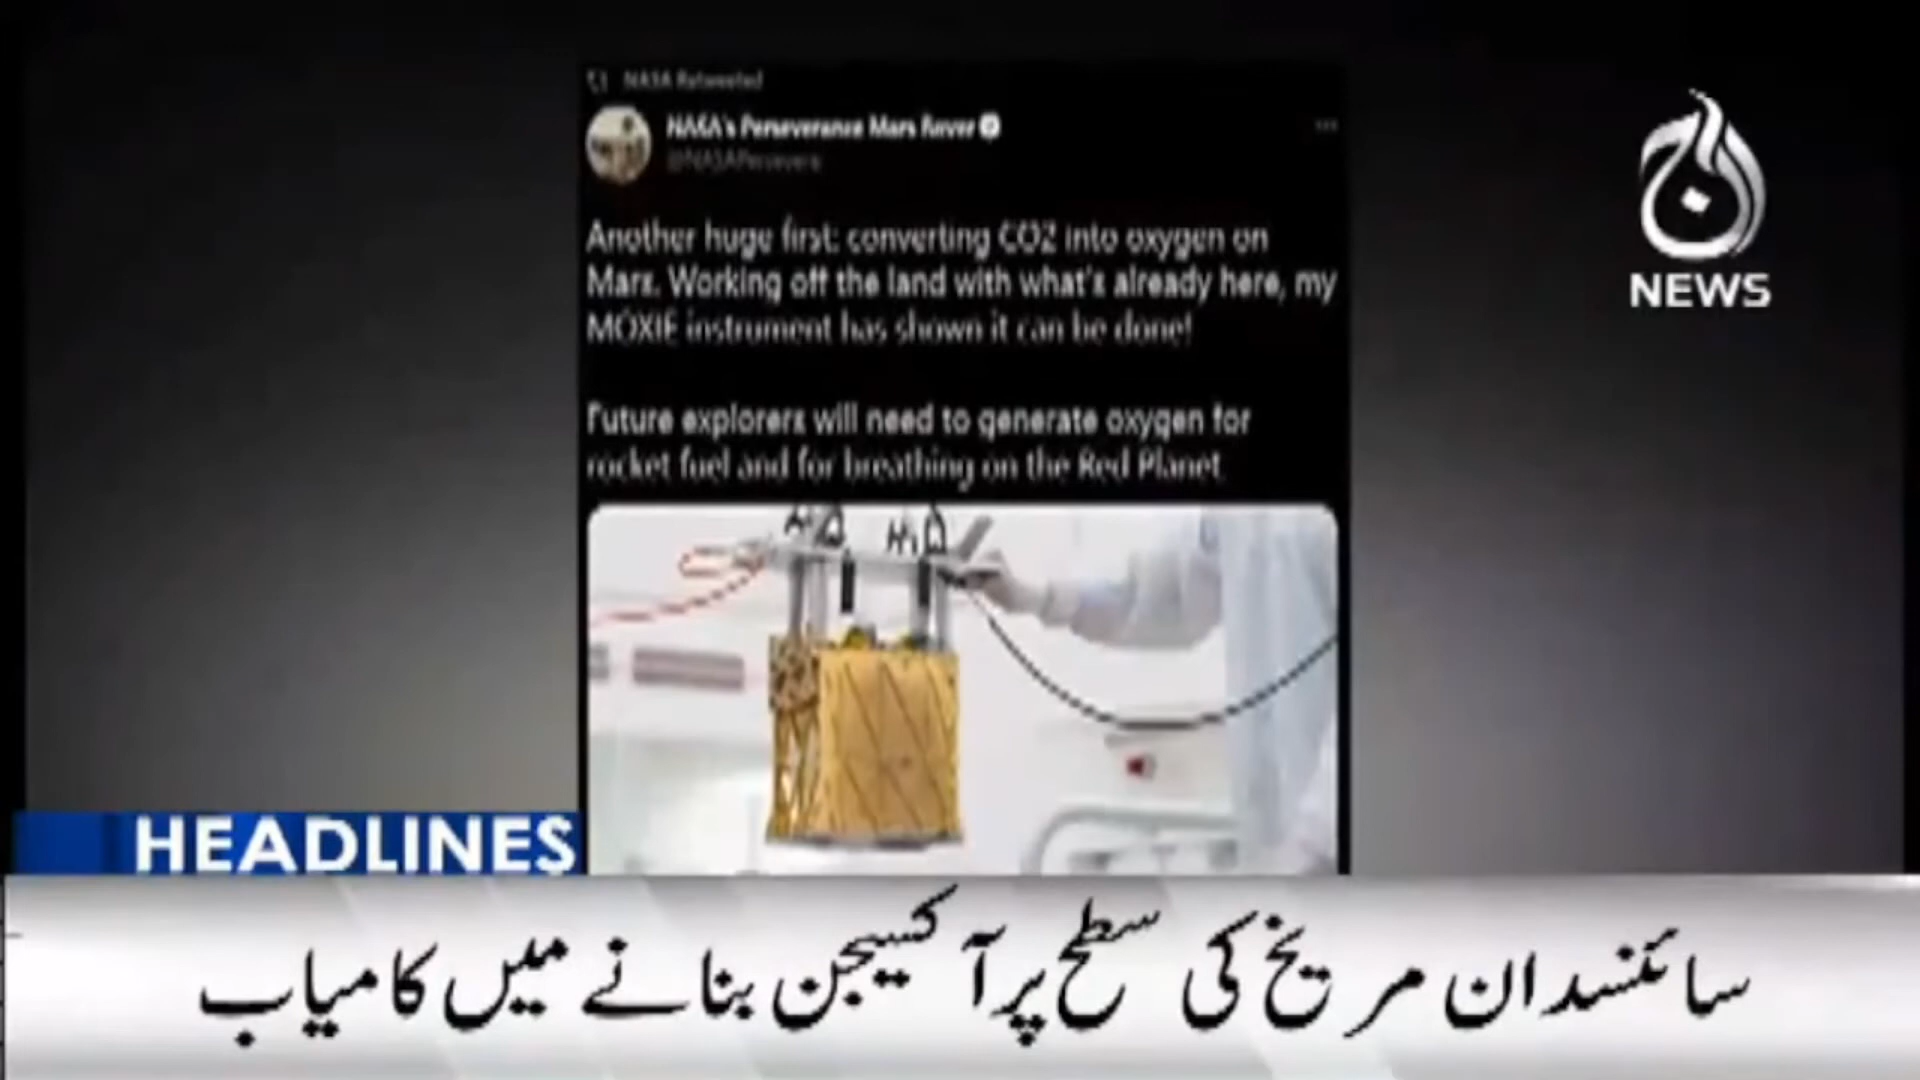 NASA Retweeted
NASA's Perseverance Mars Rover
@NASAPersevere
Another huge first: converting CO2 into oxygen on
Mars. Working off the land with what's already here, my
MOXIE instrument has shown it can be done!
Future explorers will need to generate oxygen for
rocket fuel and for breathing on the Red Planet
آج
NEWS
HEADLINES
سائنسدان مریخ کی سطح پر آکسیجن بنانے میں کامیاب